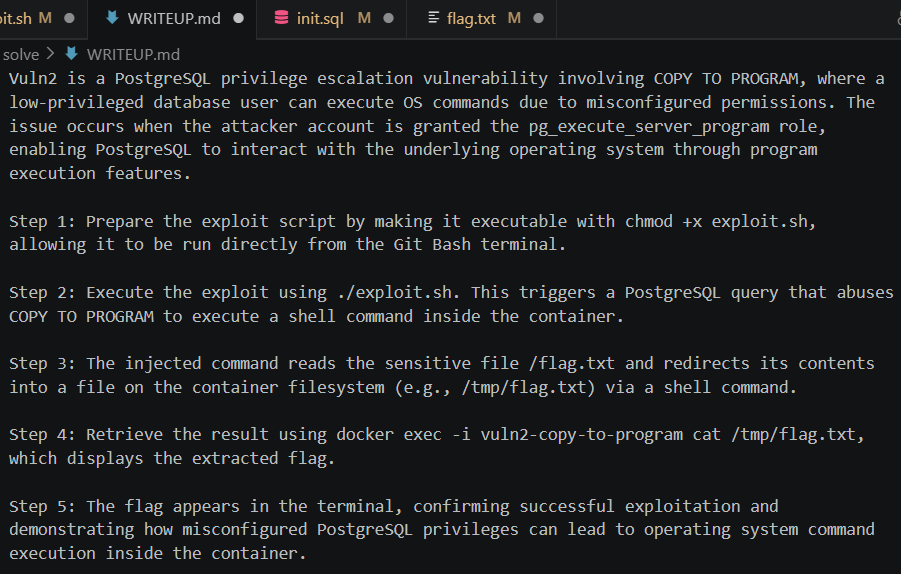 oit.sh M ● WRITEUP.md ● init.sql M ● flag.txt M ●
solve > WRITEUP.md
Vuln2 is a PostgreSQL privilege escalation vulnerability involving COPY TO PROGRAM, where a
low-privileged database user can execute OS commands due to misconfigured permissions. The
issue occurs when the attacker account is granted the pg_execute_server_program role,
enabling PostgreSQL to interact with the underlying operating system through program
execution features.
Step 1: Prepare the exploit script by making it executable with chmod +x exploit.sh,
allowing it to be run directly from the Git Bash terminal.
Step 2: Execute the exploit using ./exploit.sh. This triggers a PostgreSQL query that abuses
COPY TO PROGRAM to execute a shell command inside the container.
Step 3: The injected command reads the sensitive file /flag.txt and redirects its contents
into a file on the container filesystem (e.g., /tmp/flag.txt) via a shell command.
Step 4: Retrieve the result using docker exec -i vuln2-copy-to-program cat /tmp/flag.txt,
which displays the extracted flag.
Step 5: The flag appears in the terminal, confirming successful exploitation and
demonstrating how misconfigured PostgreSQL privileges can lead to operating system command
execution inside the container.